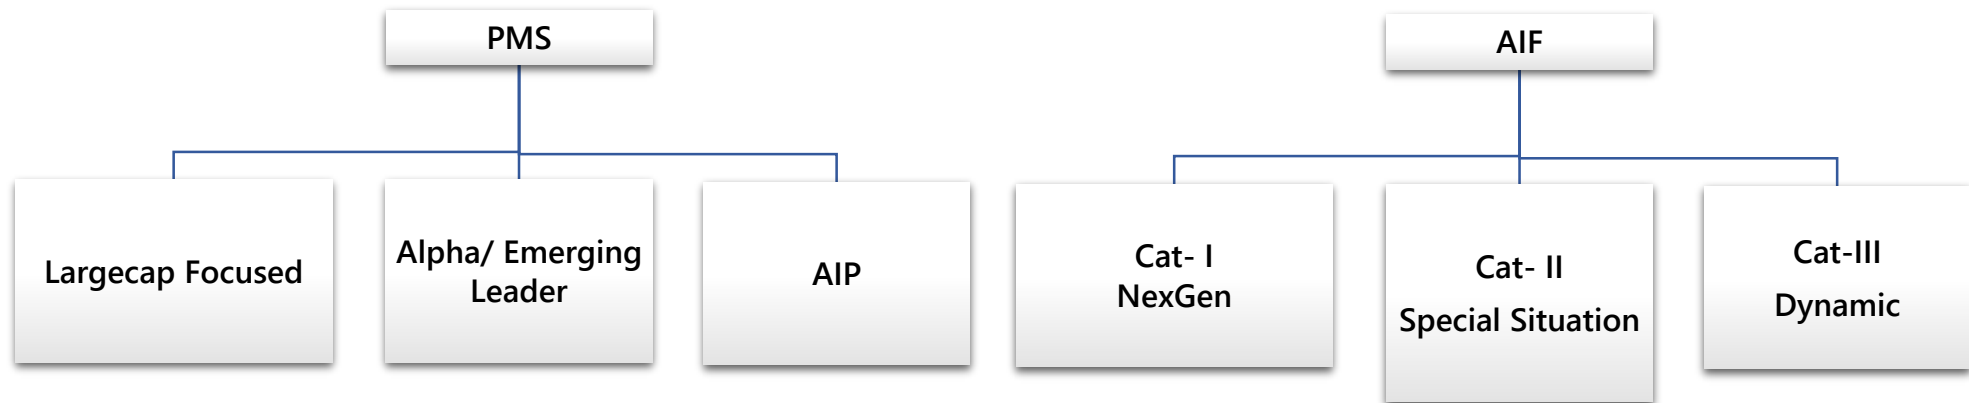 PMS
AIF
Largecap Focused
Alpha/ Emerging
Leader
AIP
Cat- I
NexGen
Cat- II
Special Situation
Cat-III
Dynamic